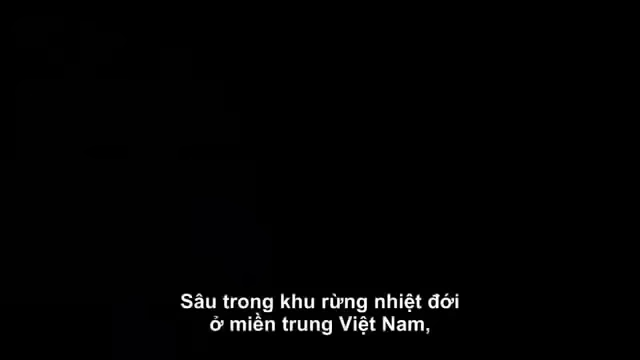 Sâu trong khu rừng nhiệt đới
ở miền trung Việt Nam,